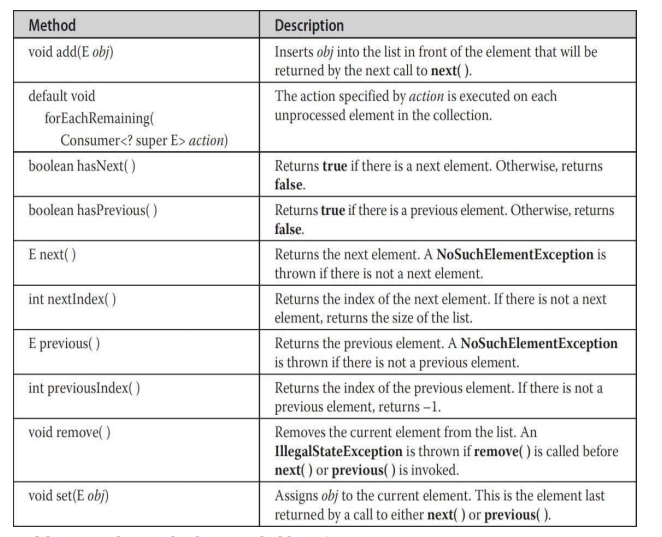 Method Description
void add(E obj) Inserts obj into the list in front of the element that will be
returned by the next call to next( ).
default void The action specified by action is executed on each
forEachRemaining( unprocessed element in the collection.
Consumer<? super E> action)
boolean hasNext( ) Returns true if there is a next element. Otherwise, returns
false.
boolean hasPrevious( ) Returns true if there is a previous element. Otherwise, returns
false.
E next( ) Returns the next element. A NoSuchElementException is
thrown if there is not a next element.
int nextIndex( ) Returns the index of the next element. If there is not a next
element, returns the size of the list.
E previous( ) Returns the previous element. A NoSuchElementException
is thrown if there is not a previous element.
int previousIndex( ) Returns the index of the previous element. If there is not a
previous element, returns –1.
void remove( ) Removes the current element from the list. An
IllegalStateException is thrown if remove( ) is called before
next( ) or previous( ) is invoked.
void set(E obj) Assigns obj to the current element. This is the element last
returned by a call to either next( ) or previous( ).